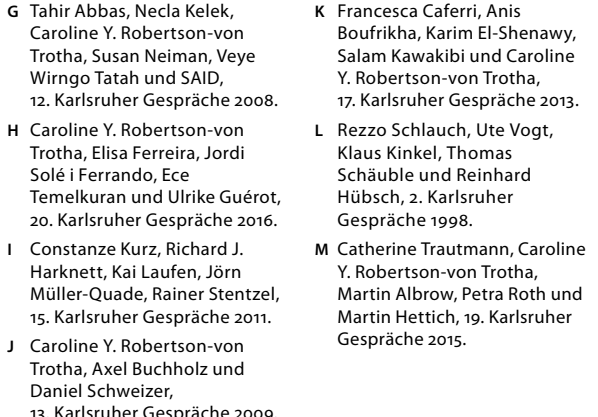 G Tahir Abbas, Necla Kelek,
Caroline Y. Robertson-von
Trotha, Susan Neiman, Veye
Wirngo Tatah und SAID,
12. Karlsruher Gespräche 2008.
H Caroline Y. Robertson-von
Trotha, Elisa Ferreira, Jordi
Solé i Ferrando, Ece
Temelkuran und Ulrike Guérot,
20. Karlsruher Gespräche 2016.
I Constanze Kurz, Richard J.
Harknett, Kai Laufen, Jörn
Müller-Quade, Rainer Stentzel,
15. Karlsruher Gespräche 2011.
J Caroline Y. Robertson-von
Trotha, Axel Buchholz und
Daniel Schweizer,
13. Karlsruher Gespräche 2009.
K Francesca Caferri, Anis
Boufrikha, Karim El-Shenawy,
Salam Kawakibi und Caroline
Y. Robertson-von Trotha,
17. Karlsruher Gespräche 2013.
L Rezzo Schlauch, Ute Vogt,
Klaus Kinkel, Thomas
Schäuble und Reinhard
Hübsch, 2. Karlsruher
Gespräche 1998.
M Catherine Trautmann, Caroline
Y. Robertson-von Trotha,
Martin Albrow, Petra Roth und
Martin Hettich, 19. Karlsruher
Gespräche 2015.